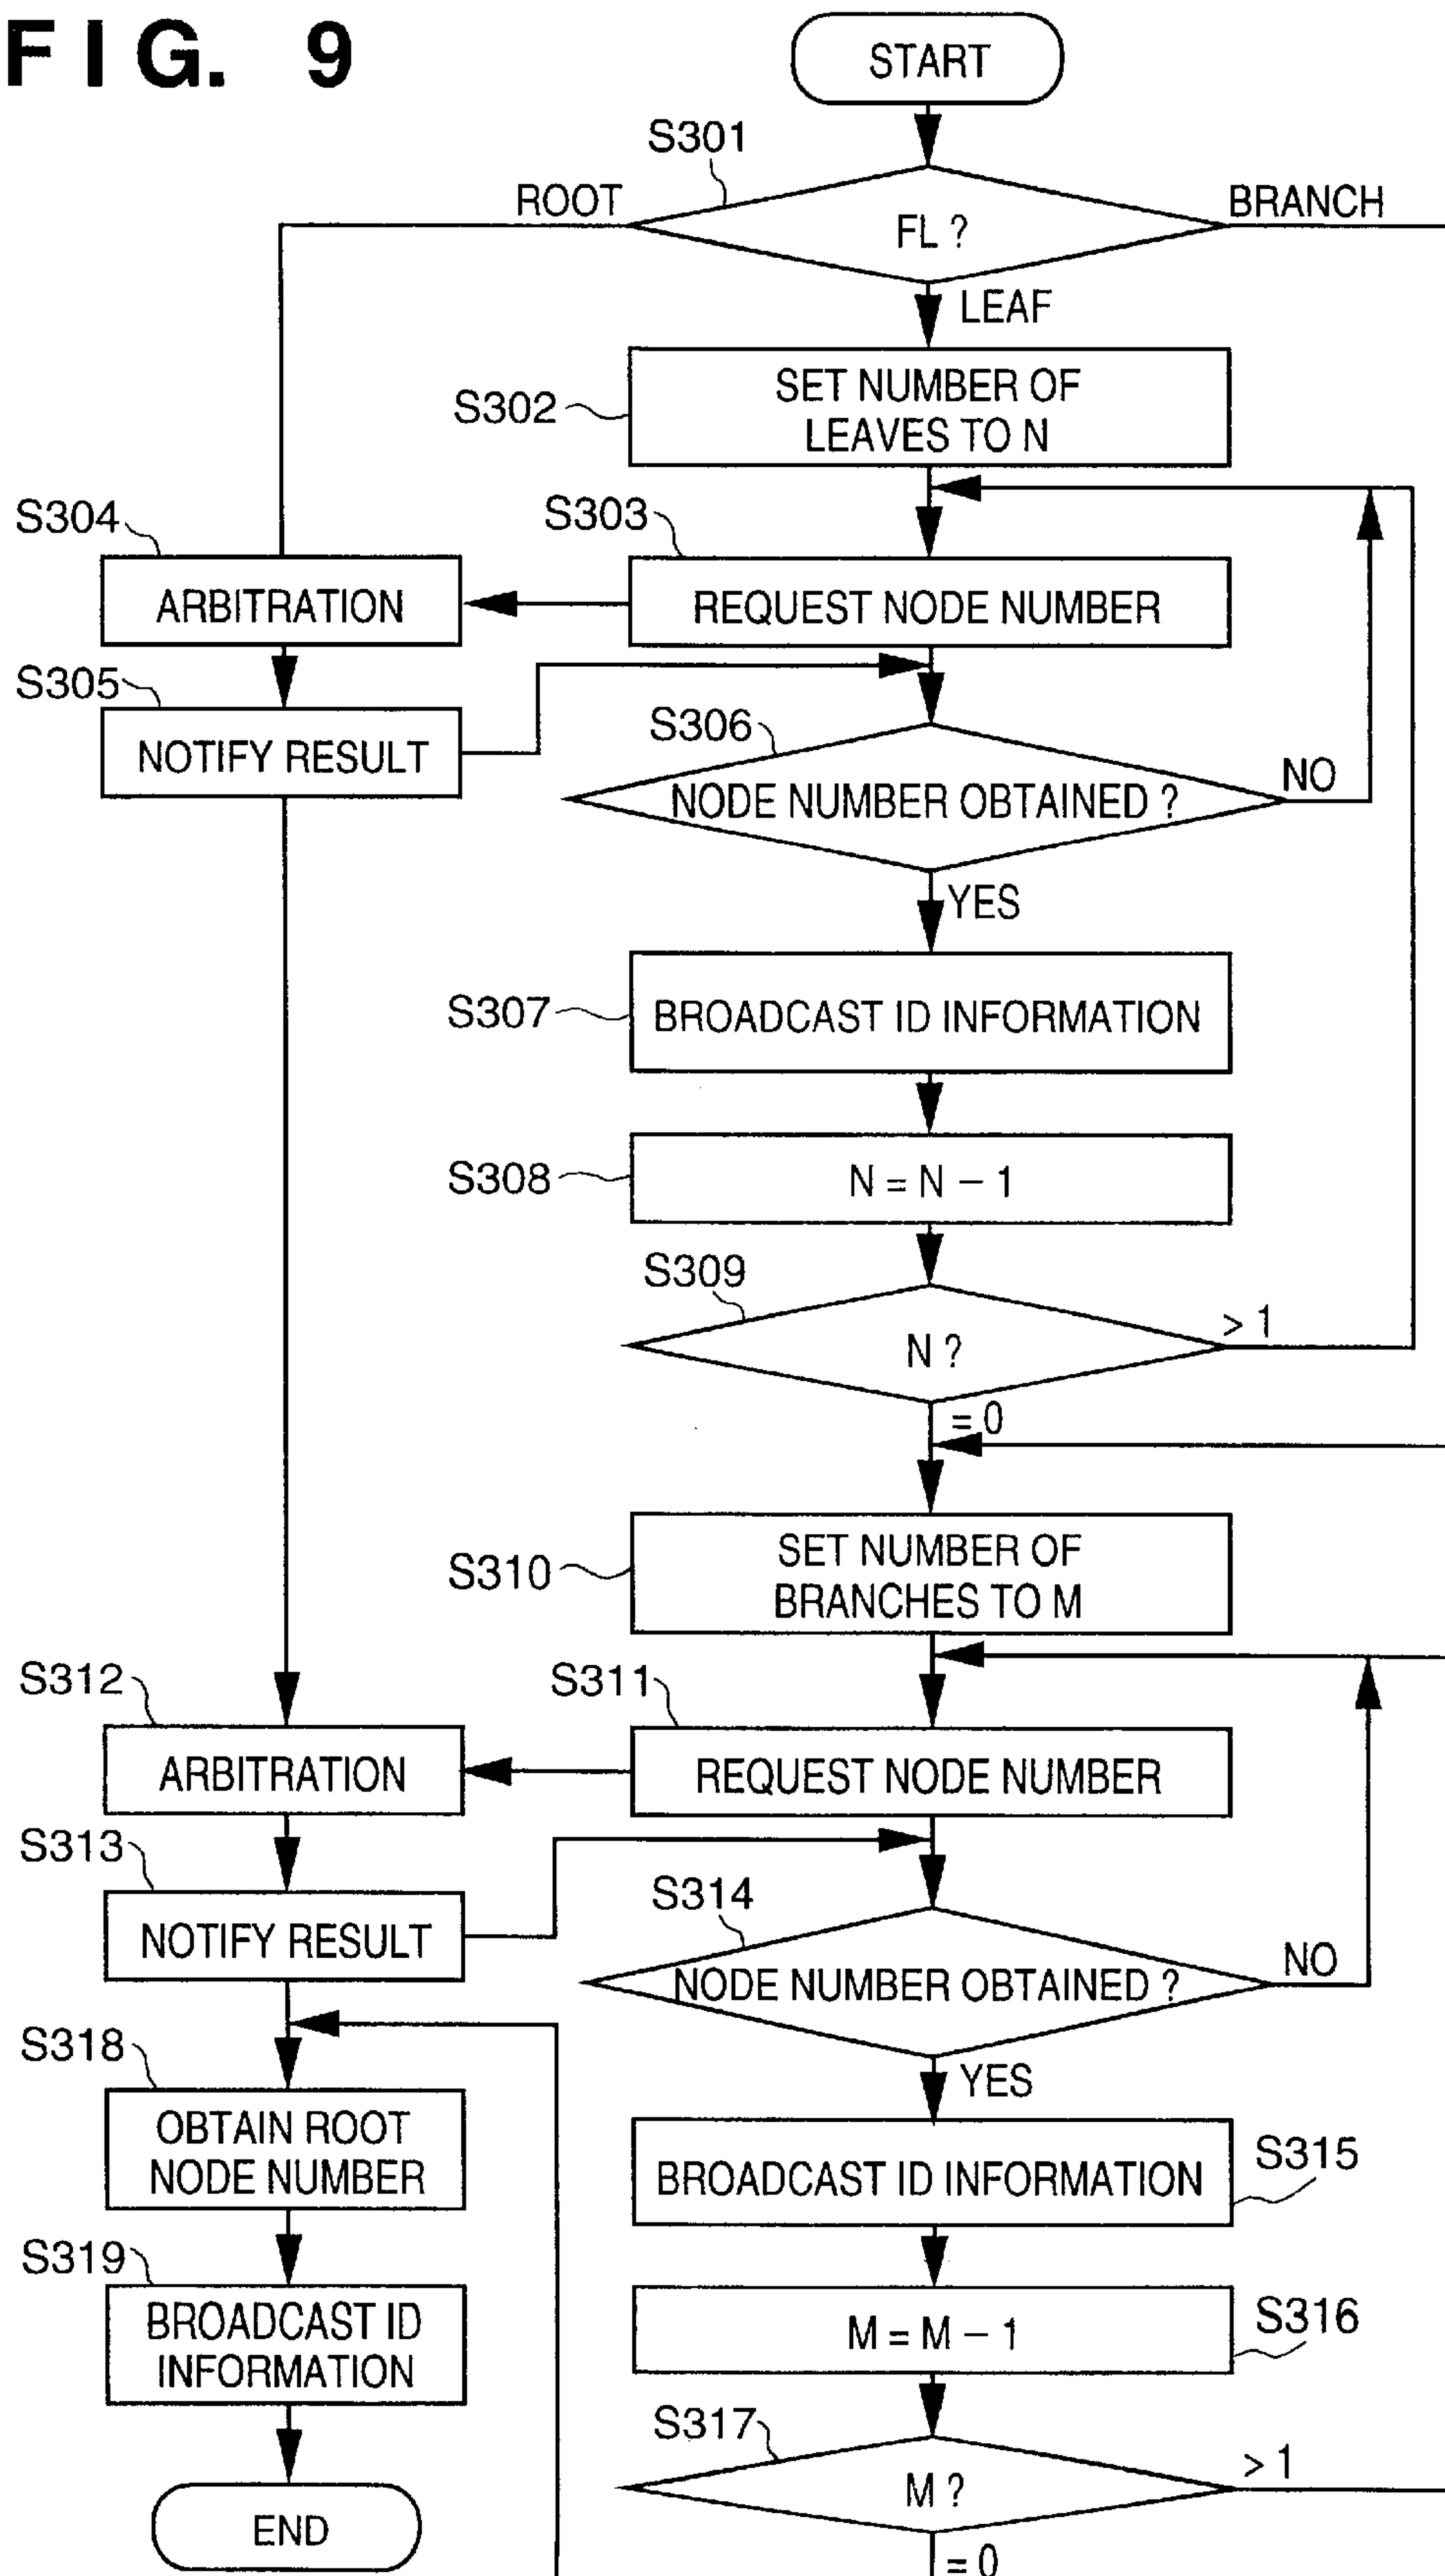 FIG. 9
START
S301
ROOT
BRANCH
FL ?
LEAF
S302
SET NUMBER OF
LEAVES TO N
S304
S303
ARBITRATION
REQUEST NODE NUMBER
S305
NOTIFY RESULT
S306
NODE NUMBER OBTAINED ?
NO
YES
S307
BROADCAST ID INFORMATION
S308
N = N − 1
S309
N ?
> 1
= 0
S310
SET NUMBER OF
BRANCHES TO M
S312
S311
ARBITRATION
REQUEST NODE NUMBER
S313
NOTIFY RESULT
S314
NODE NUMBER OBTAINED ?
NO
YES
S318
OBTAIN ROOT
NODE NUMBER
BROADCAST ID INFORMATION
S315
S319
BROADCAST ID
INFORMATION
M = M − 1
S316
S317
M ?
> 1
END
= 0